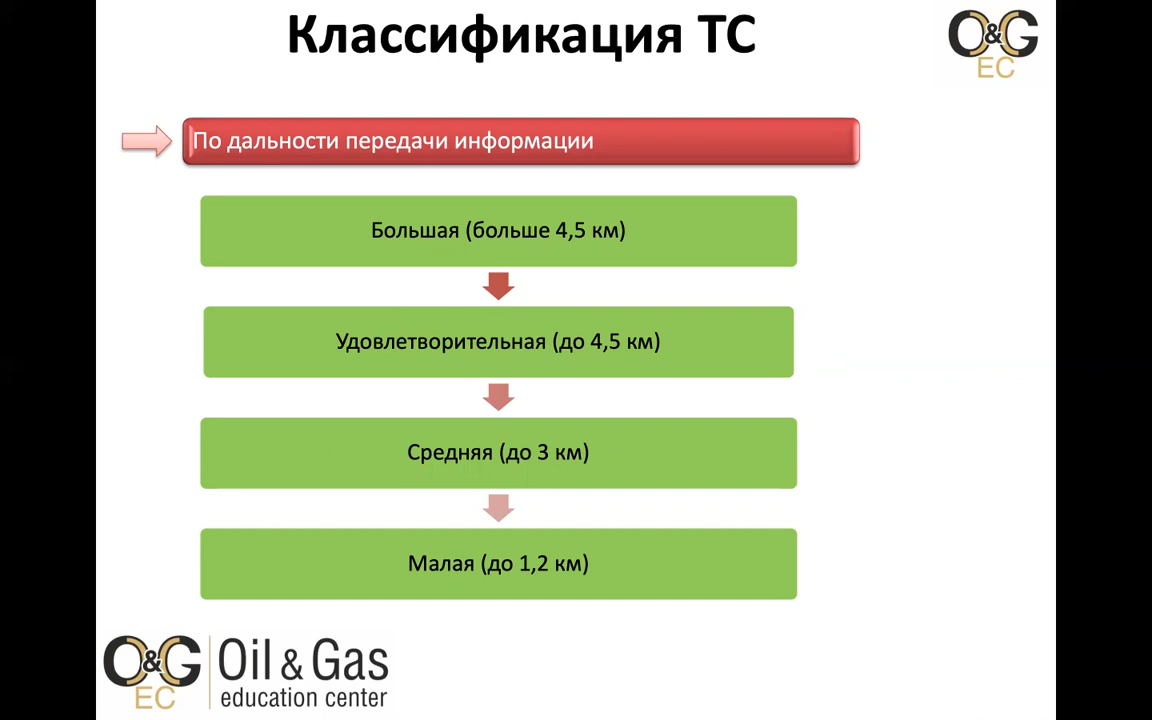 Классификация ТС
O&G
EC
По дальности передачи информации
Большая (больше 4,5 км)
Удовлетворительная (до 4,5 км)
Средняя (до 3 км)
Малая (до 1,2 км)
O&G
EC
Oil & Gas
education center